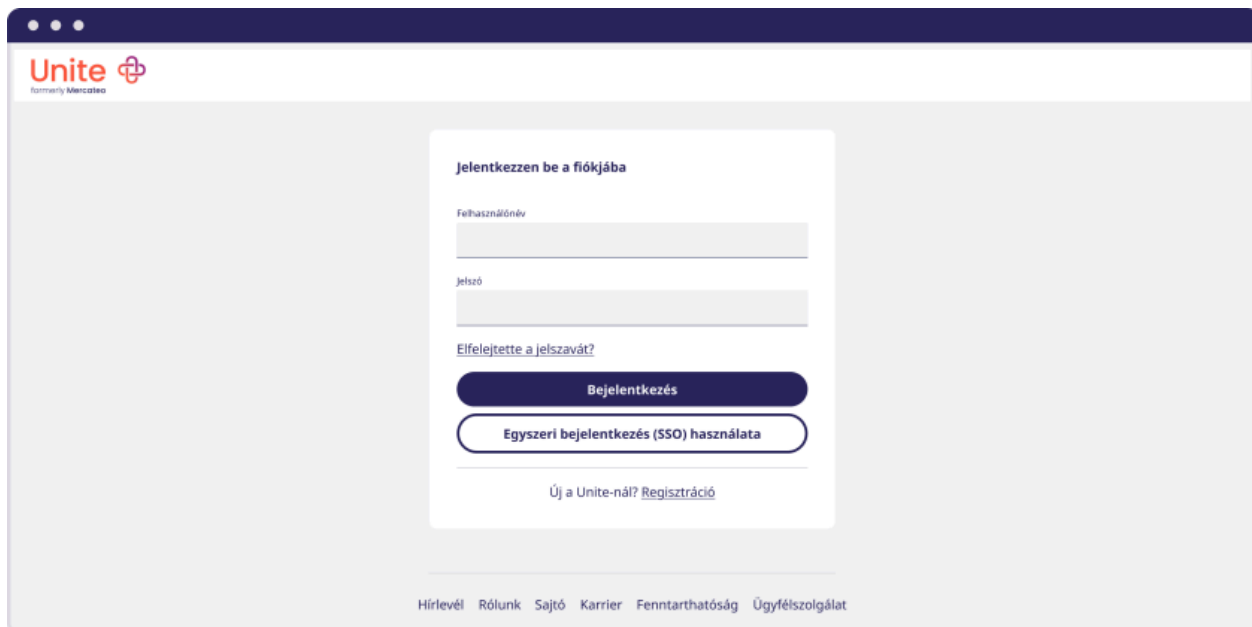 Unite
formerly Mercateo
Jelentkezzen be a fiókjába
Felhasználónév
Jelszó
Elfelejtette a jelszavát?
Bejelentkezés
Egyszeri bejelentkezés (SSO) használata
Új a Unite-nál? Regisztráció
Hírlevél Rólunk Sajtó Karrier Fenntarthatóság Ügyfélszolgálat